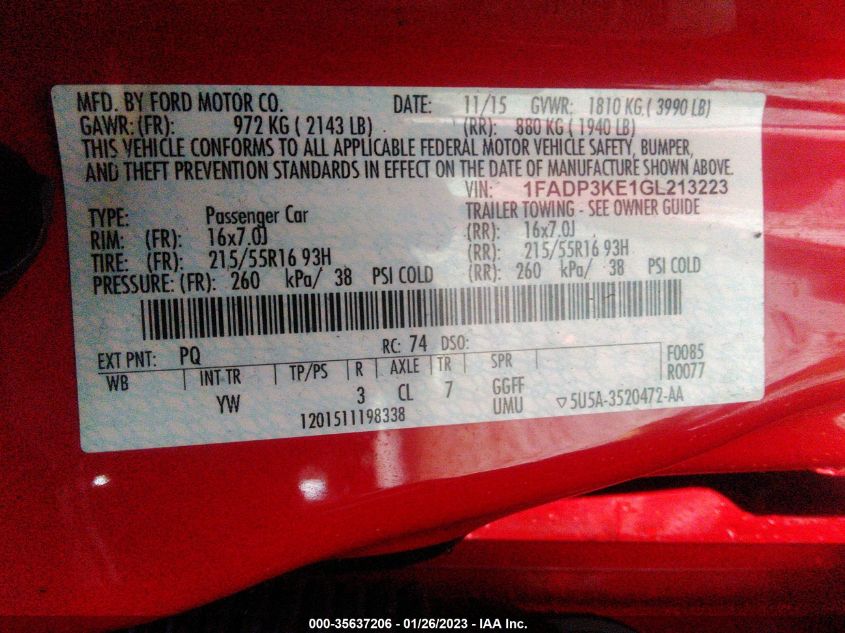 MFD. BY FORD MOTOR CO. DATE: 11/15 GVWR: 1810 KG ( 3990 LB)
GAWR: (FR): 972 KG ( 2143 LB) (RR): 880 KG ( 1940 LB)
THIS VEHICLE CONFORMS TO ALL APPLICABLE FEDERAL MOTOR VEHICLE SAFETY, BUMPER,
AND THEFT PREVENTION STANDARDS IN EFFECT ON THE DATE OF MANUFACTURE SHOWN ABOVE.
VIN: 1FADP3KE1GL213223
TYPE: Passenger Car TRAILER TOWING - SEE OWNER GUIDE
RIM: (FR): 16x7.0J (RR): 16x7.0J
TIRE: (FR): 215/55R16 93H (RR): 215/55R16 93H
PRESSURE: (FR): 260 kPa/ 38 PSI COLD (RR): 260 kPa/ 38 PSI COLD
EXT PNT: PQ RC: 74 DSO: F0085
WB INT TR TP/PS R AXLE TR SPR R0077
YW 3 CL 7 GGFF
UMU ▽5U5A-3520472-AA
1201511198338
000-35637206 - 01/26/2023 - IAA Inc.